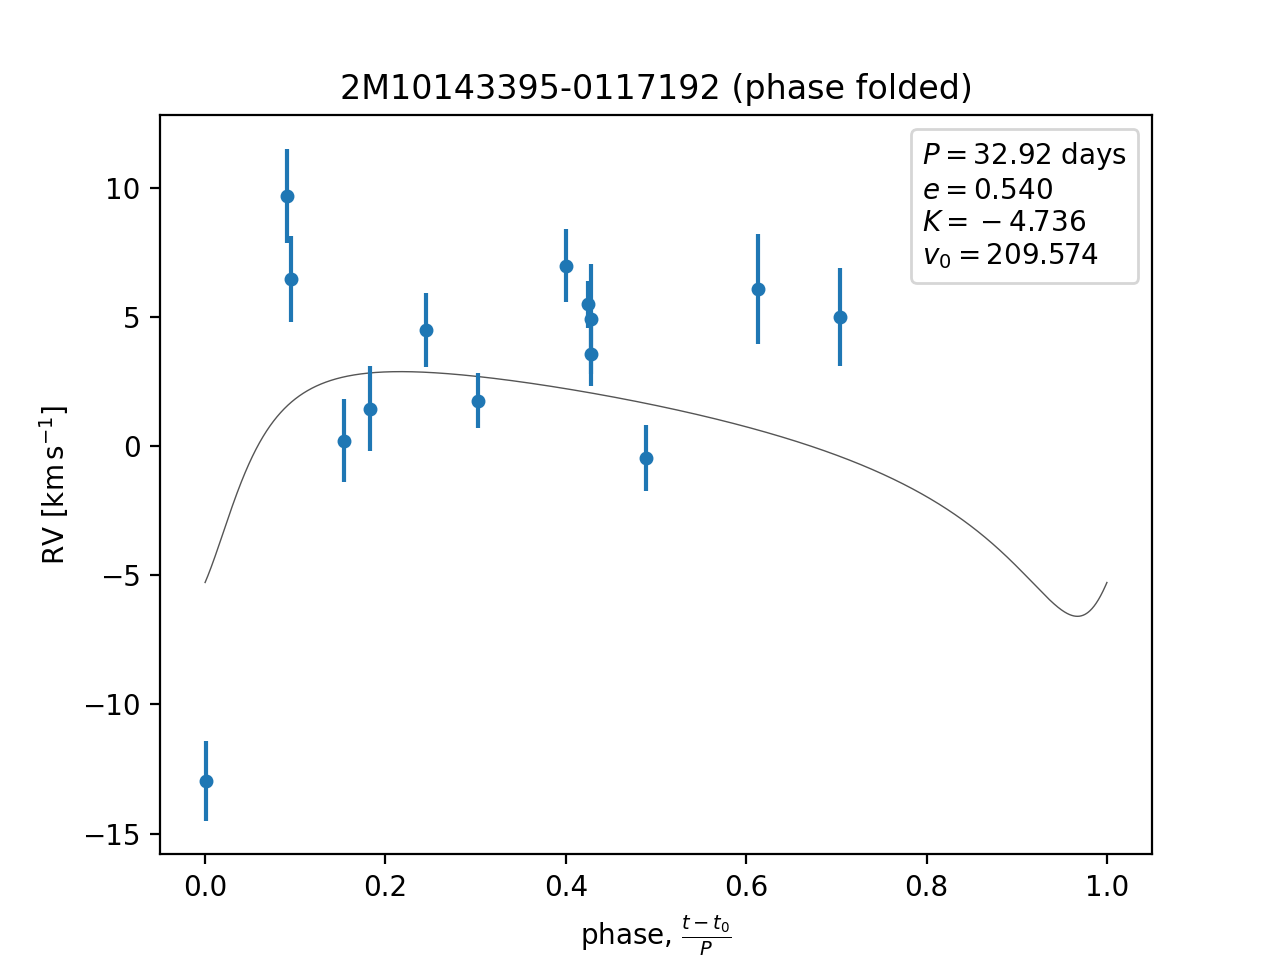 2M10143395-0117192 (phase folded)
P = 32.92 days
e = 0.540
K = −4.736
v₀ = 209.574
10
5
0
−5
−10
−15
RV [km s⁻¹]
0.0 0.2 0.4 0.6 0.8 1.0
phase, (t − t₀)/P